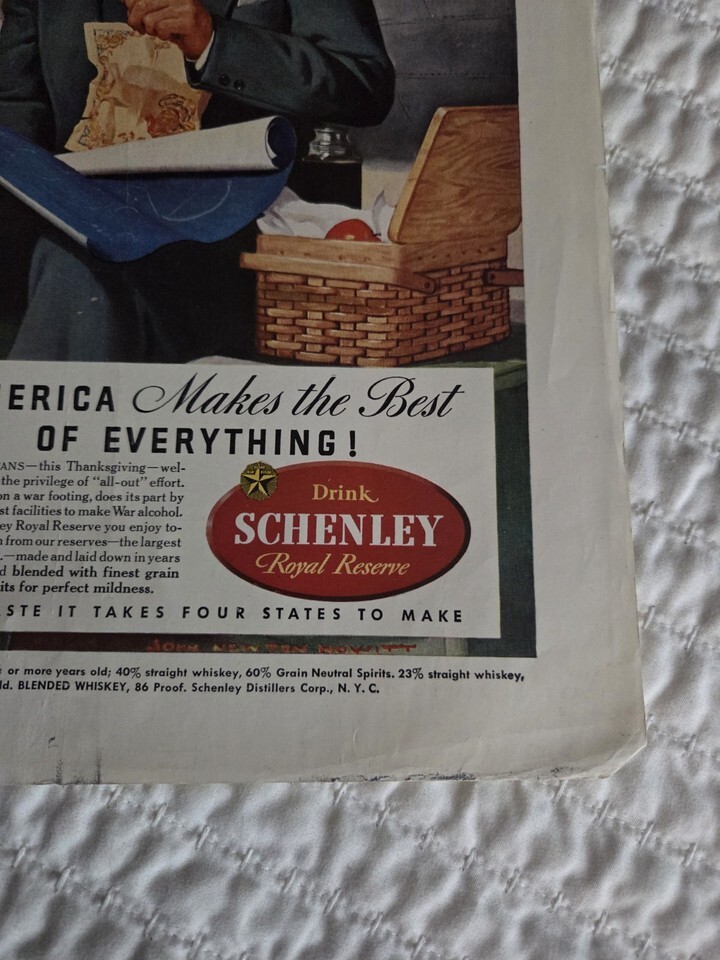 ERICA Makes the Best
OF EVERYTHING!
ANS—this Thanksgiving—wel-
the privilege of "all-out" effort.
on a war footing, does its part by
st facilities to make War alcohol.
ey Royal Reserve you enjoy to-
from our reserves—the largest
.—made and laid down in years
d blended with finest grain
its for perfect mildness.
Drink
SCHENLEY
Royal Reserve
STE IT TAKES FOUR STATES TO MAKE
JOHN NEWTON HOWITT
or more years old; 40% straight whiskey, 60% Grain Neutral Spirits. 23% straight whiskey,
ld. BLENDED WHISKEY, 86 Proof. Schenley Distillers Corp., N. Y. C.